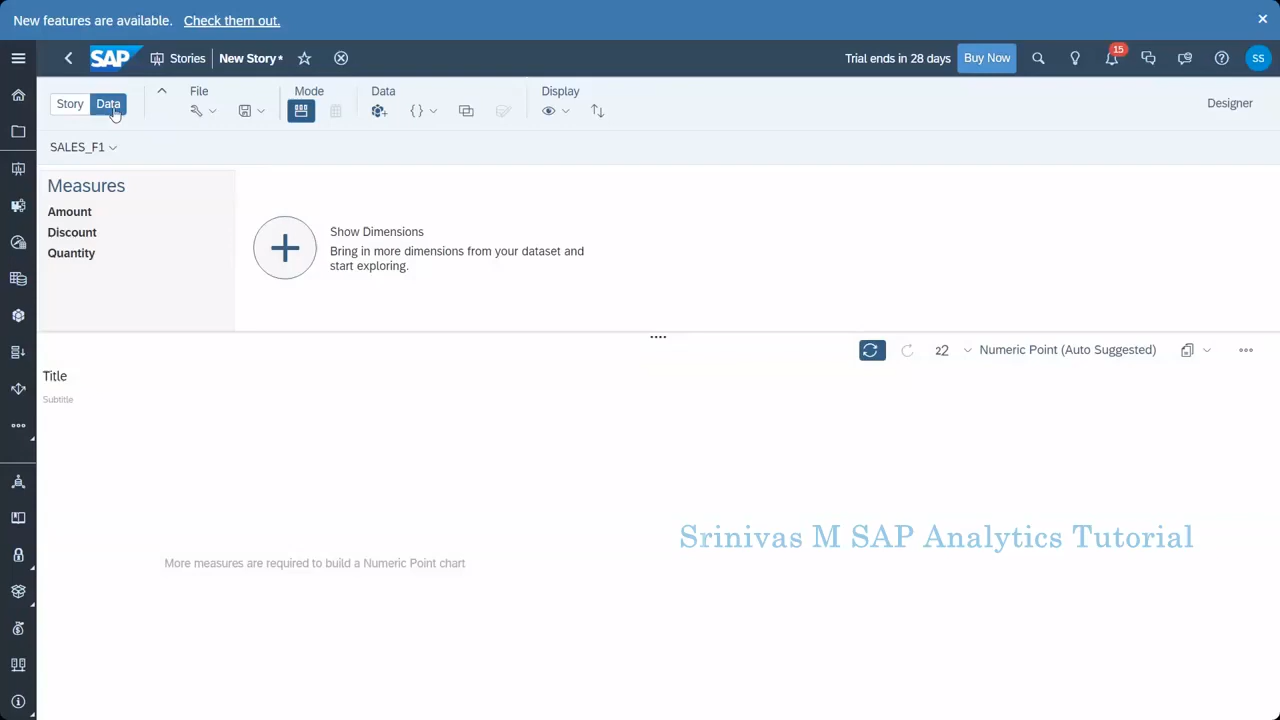 New features are available. Check them out.
SAP Stories New Story* Trial ends in 28 days Buy Now 15 SS
Story Data File Mode Data Display Designer
SALES_F1
Measures
Amount
Discount
Quantity
Show Dimensions
Bring in more dimensions from your dataset and
start exploring.
22 Numeric Point (Auto Suggested)
Title
Subtitle
Srinivas M SAP Analytics Tutorial
More measures are required to build a Numeric Point chart